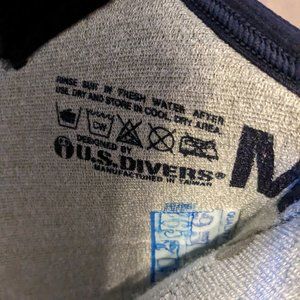 RINSE SUIT IN FRESH WATER AFTER
USE, DRY AND STORE IN COOL, DRY AREA.
DESIGNED BY
U.S. DIVERS®
MANUFACTURED IN TAIWAN
M